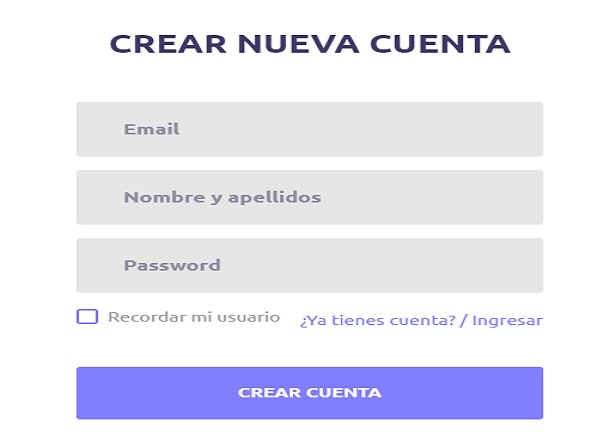 CREAR NUEVA CUENTA
Email
Nombre y apellidos
Password
Recordar mi usuario ¿Ya tienes cuenta? / Ingresar
CREAR CUENTA